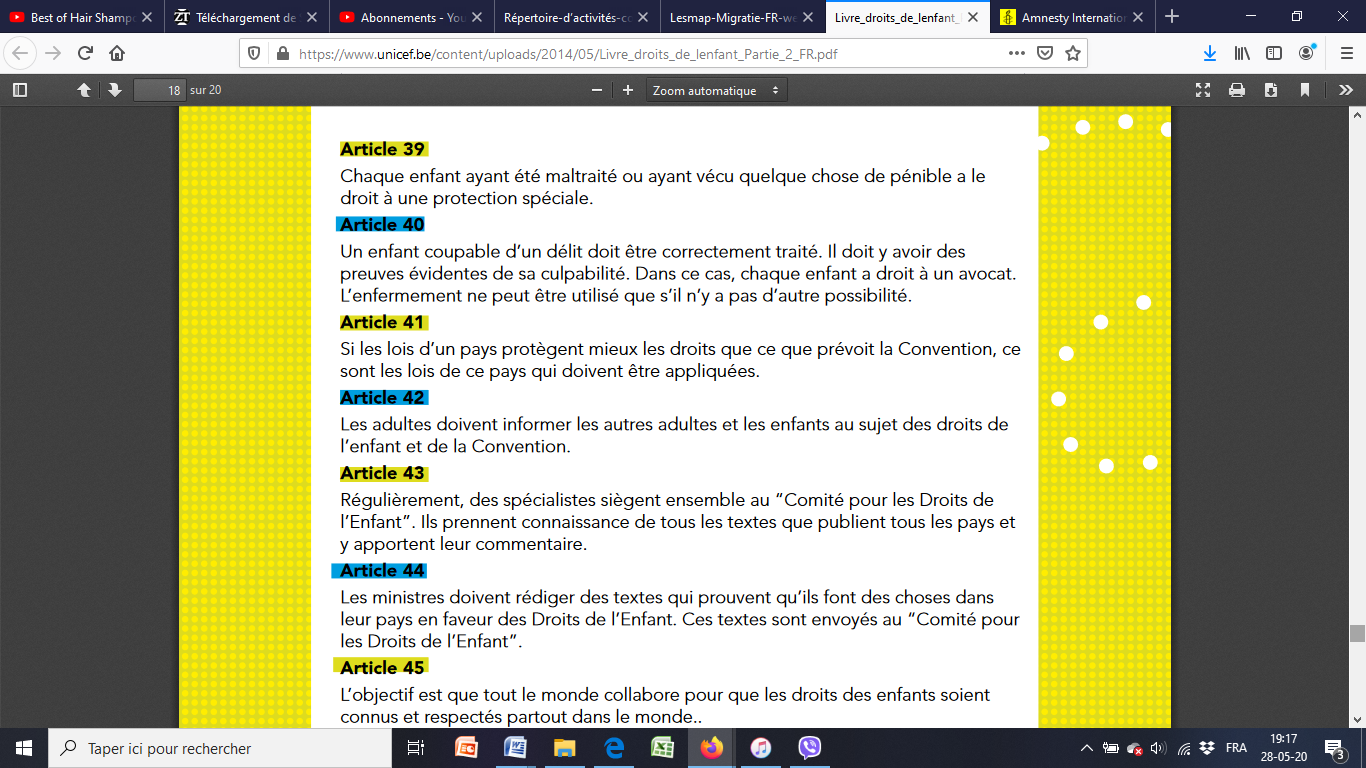 Best of Hair Shampo
Téléchargement de
Abonnements - You
Répertoire-d'activités-co
Lesmap-Migratie-FR-we
Livre_droits_de_lenfant_
Amnesty Internation
https://www.unicef.be/content/uploads/2014/05/Livre_droits_de_lenfant_Partie_2_FR.pdf
18 sur 20
Zoom automatique
Article 39
Chaque enfant ayant été maltraité ou ayant vécu quelque chose de pénible a le
droit à une protection spéciale.
Article 40
Un enfant coupable d'un délit doit être correctement traité. Il doit y avoir des
preuves évidentes de sa culpabilité. Dans ce cas, chaque enfant a droit à un avocat.
L'enfermement ne peut être utilisé que s'il n'y a pas d'autre possibilité.
Article 41
Si les lois d'un pays protègent mieux les droits que ce que prévoit la Convention, ce
sont les lois de ce pays qui doivent être appliquées.
Article 42
Les adultes doivent informer les autres adultes et les enfants au sujet des droits de
l'enfant et de la Convention.
Article 43
Régulièrement, des spécialistes siègent ensemble au "Comité pour les Droits de
l'Enfant". Ils prennent connaissance de tous les textes que publient tous les pays et
y apportent leur commentaire.
Article 44
Les ministres doivent rédiger des textes qui prouvent qu'ils font des choses dans
leur pays en faveur des Droits de l'Enfant. Ces textes sont envoyés au "Comité pour
les Droits de l'Enfant".
Article 45
L'objectif est que tout le monde collabore pour que les droits des enfants soient
connus et respectés partout dans le monde..
Taper ici pour rechercher
FRA
19:17
28-05-20
3